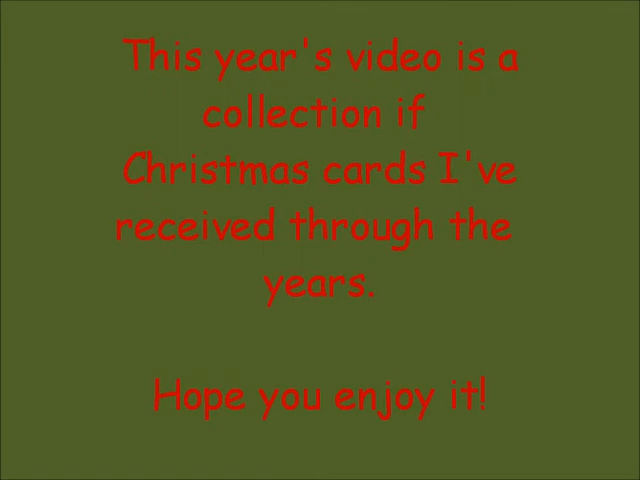 This year's video is a
collection if
Christmas cards I've
received through the
years.
Hope you enjoy it!